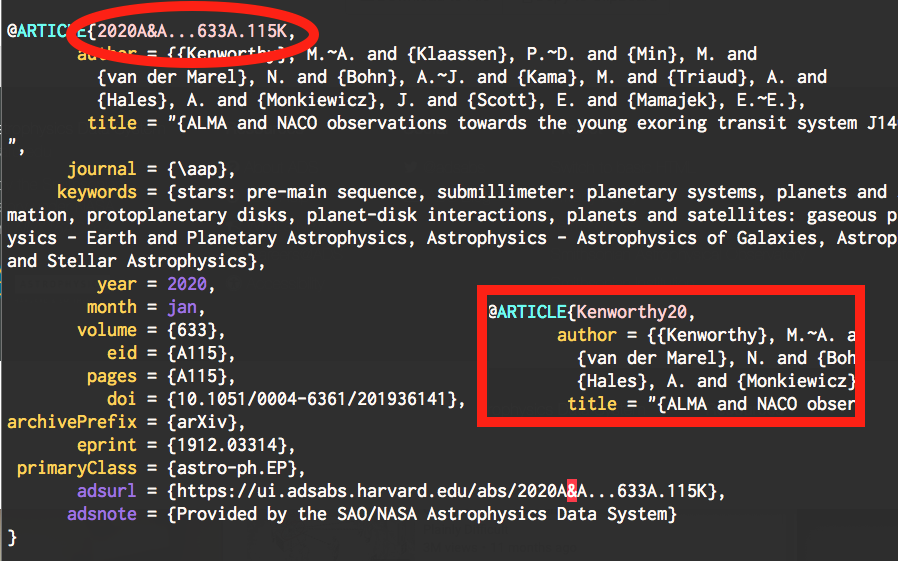 @ARTICLE{2020A&A...633A.115K,
author = {{Kenworthy}, M.~A. and {Klaassen}, P.~D. and {Min}, M. and
{van der Marel}, N. and {Bohn}, A.~J. and {Kama}, M. and {Triaud}, A. and
{Hales}, A. and {Monkiewicz}, J. and {Scott}, E. and {Mamajek}, E.~E.},
title = "{ALMA and NACO observations towards the young exoring transit system J14
",
journal = {\aap},
keywords = {stars: pre-main sequence, submillimeter: planetary systems, planets and
mation, protoplanetary disks, planet-disk interactions, planets and satellites: gaseous p
ysics - Earth and Planetary Astrophysics, Astrophysics - Astrophysics of Galaxies, Astrop
and Stellar Astrophysics},
year = 2020,
month = jan,
volume = {633},
eid = {A115},
pages = {A115},
doi = {10.1051/0004-6361/201936141},
archivePrefix = {arXiv},
eprint = {1912.03314},
primaryClass = {astro-ph.EP},
adsurl = {https://ui.adsabs.harvard.edu/abs/2020A&A...633A.115K},
adsnote = {Provided by the SAO/NASA Astrophysics Data System}
}
@ARTICLE{Kenworthy20,
author = {{Kenworthy}, M.~A. a
{van der Marel}, N. and {Boh
{Hales}, A. and {Monkiewicz}
title = "{ALMA and NACO obser